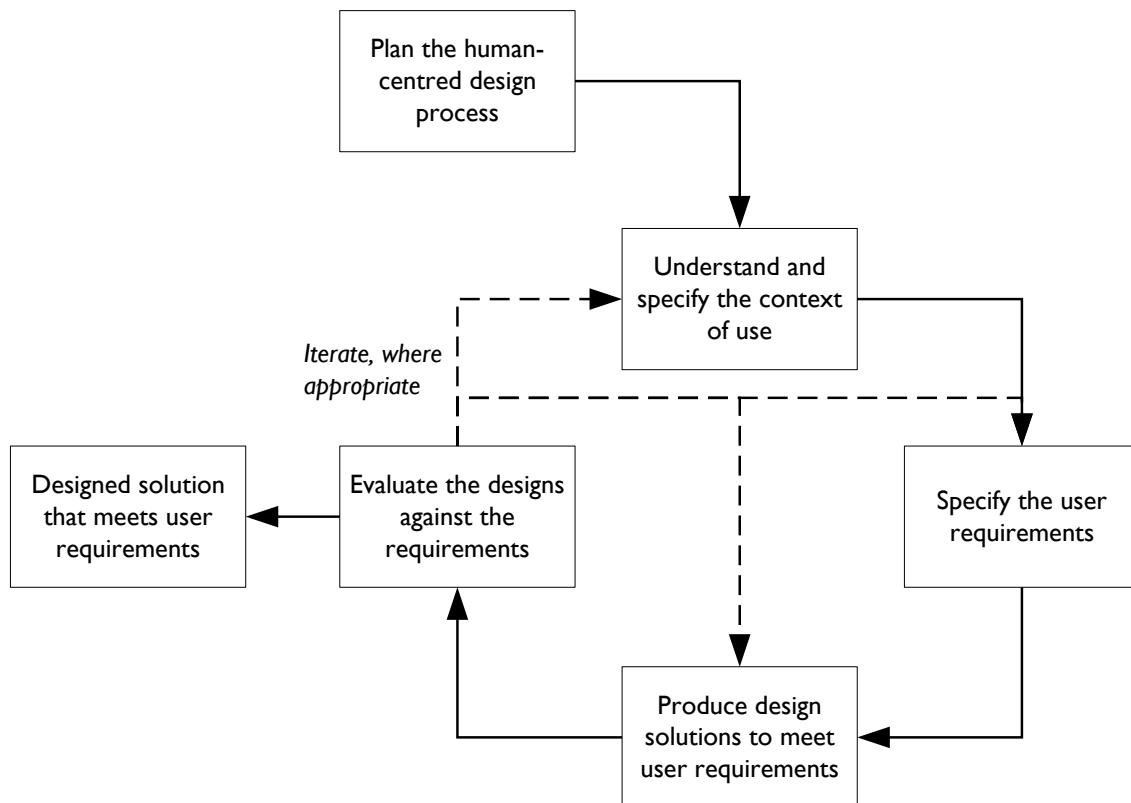 Plan the human-
centred design
process
Understand and
specify the context
of use
Iterate, where
appropriate
Designed solution
that meets user
requirements
Evaluate the designs
against the
requirements
Specify the user
requirements
Produce design
solutions to meet
user requirements